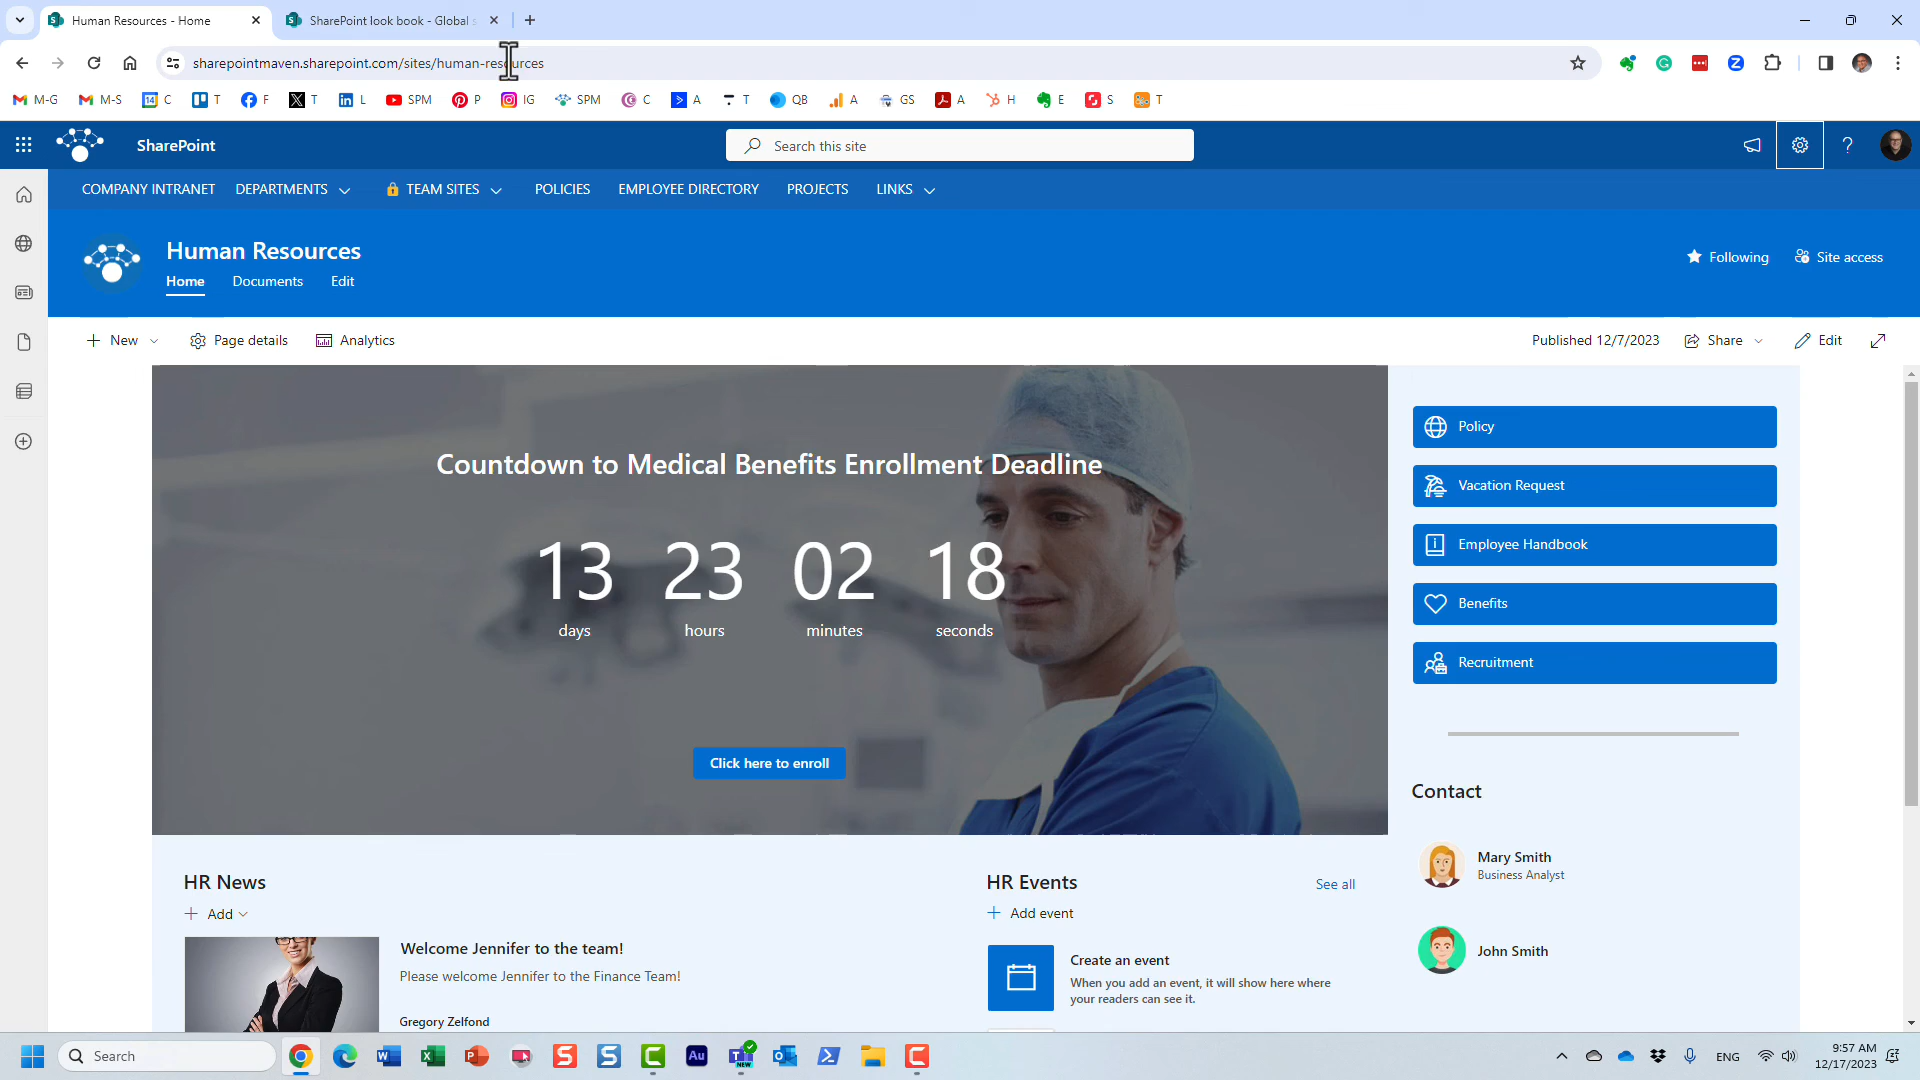 Human Resources - Home
SharePoint look book - Global s
sharepointmaven.sharepoint.com/sites/human-resources
M-G
M-S
14 C
T
F
T
L
SPM
P
IG
SPM
C
A
T
QB
A
GS
A
H
E
S
T
SharePoint
Search this site
COMPANY INTRANET
DEPARTMENTS
TEAM SITES
POLICIES
EMPLOYEE DIRECTORY
PROJECTS
LINKS
Human Resources
Following
Site access
Home
Documents
Edit
New
Page details
Analytics
Published 12/7/2023
Share
Edit
Countdown to Medical Benefits Enrollment Deadline
13 23 02 18
days hours minutes seconds
Click here to enroll
Policy
Vacation Request
Employee Handbook
Benefits
Recruitment
Contact
Mary Smith
Business Analyst
John Smith
HR News
Add
Welcome Jennifer to the team!
Please welcome Jennifer to the Finance Team!
Gregory Zelfond
HR Events
See all
Add event
Create an event
When you add an event, it will show here where
your readers can see it.
Search
Au
NEW
ENG
9:57 AM
12/17/2023